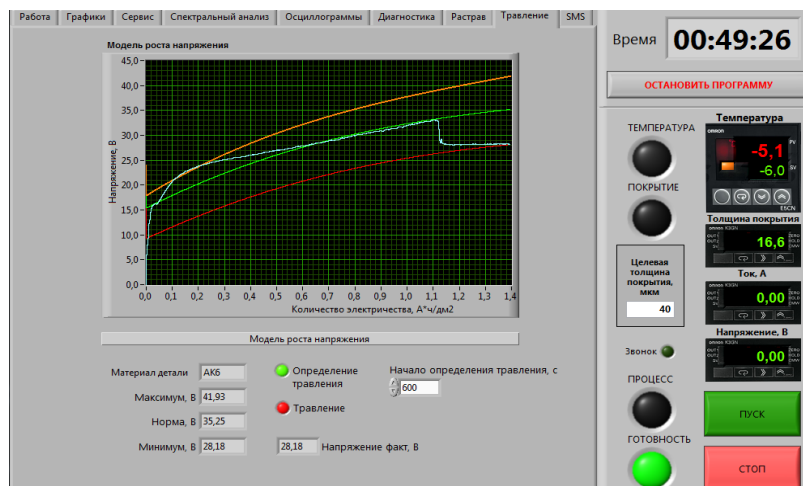 Работа Графики Сервис Спектральный анализ Осциллограммы Диагностика Растрав Травление SMS
Время 00:49:26
ОСТАНОВИТЬ ПРОГРАММУ
Модель роста напряжения
45,0
40,0
35,0
30,0
25,0
20,0
15,0
10,0
5,0
0,0
Напряжение, В
0,0 0,1 0,2 0,3 0,4 0,5 0,6 0,7 0,8 0,9 1,0 1,1 1,2 1,3 1,4
Количество электричества, А*ч/дм2
Модель роста напряжения
Материал детали АК6
Максимум, В 41,93
Норма, В 35,25
Минимум, В 28,18
Определение
травления
Травление
28,18 Напряжение факт, В
Начало определения травления, с
600
ТЕМПЕРАТУРА
ПОКРЫТИЕ
Целевая
толщина
покрытия,
мкм
40
Звонок
ПРОЦЕСС
ГОТОВНОСТЬ
Температура
omron
-5,1 PV
-6,0 SV
E5CN
Толщина покрытия
16,6
Ток, А
0,00
Напряжение, В
0,00
ПУСК
СТОП